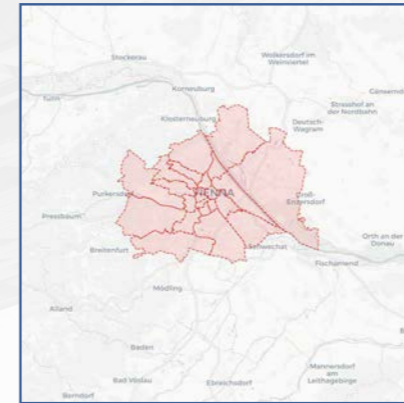 Stockerau
Wolkersdorf im
Weinviertel
Korneuburg
Gänsernd
Tulln
Strasshof an
der Nordbahn
Klosterneuburg
Deutsch-
Wagram
Purkersdorf
VIENNA
Groß-
Enzersdorf
Pressbaum
Orth an der
Donau
Breitenfurt
Schwechat
Fischamend
Mödling
Alland
Baden
Mannersdorf
am
Leithagebirge
Bad Vöslau
Ebreichsdorf
Berndorf